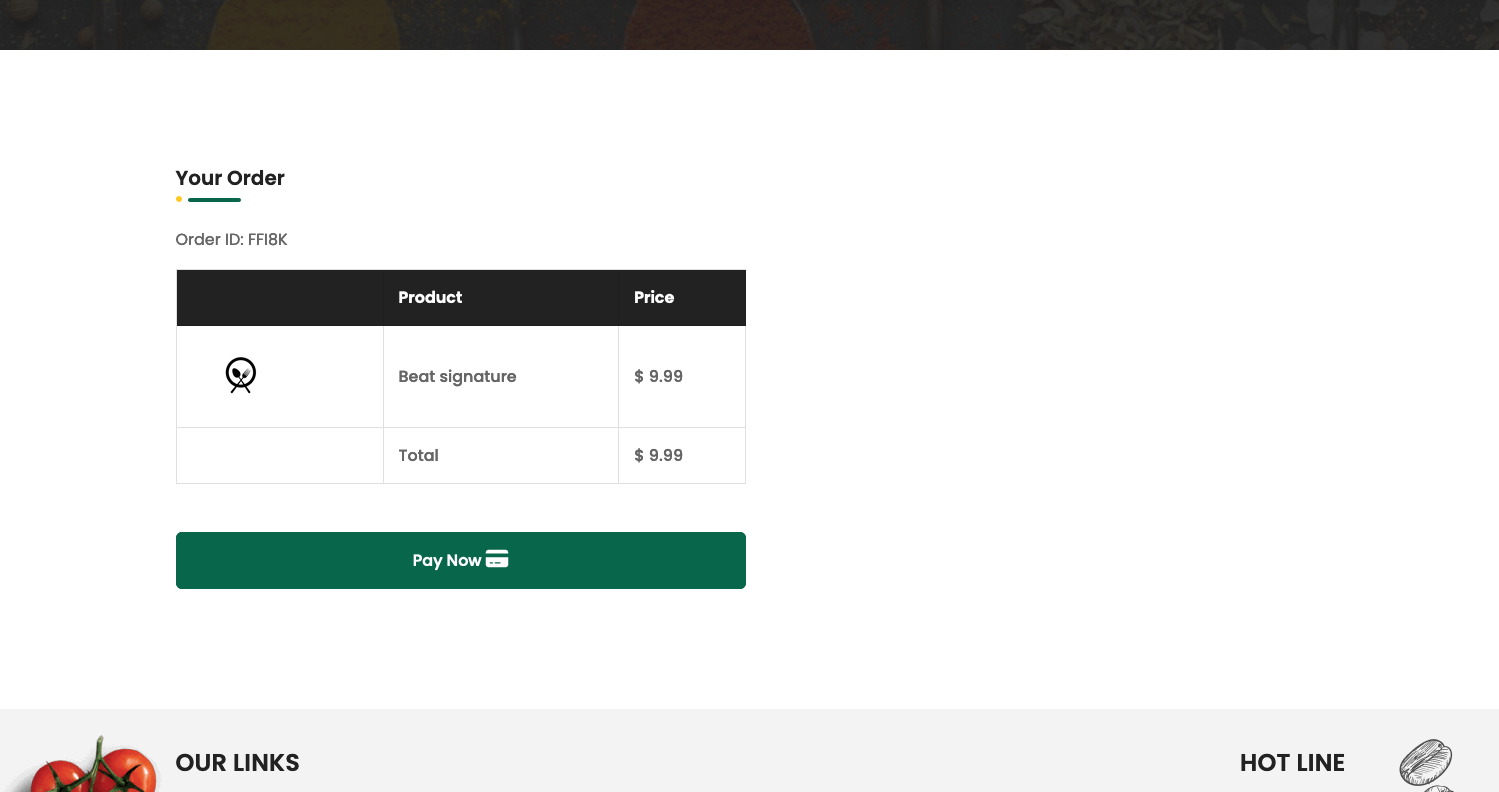 Your Order
Order ID: FFI8K
Product Price
Beat signature $ 9.99
Total $ 9.99
Pay Now
OUR LINKS HOT LINE